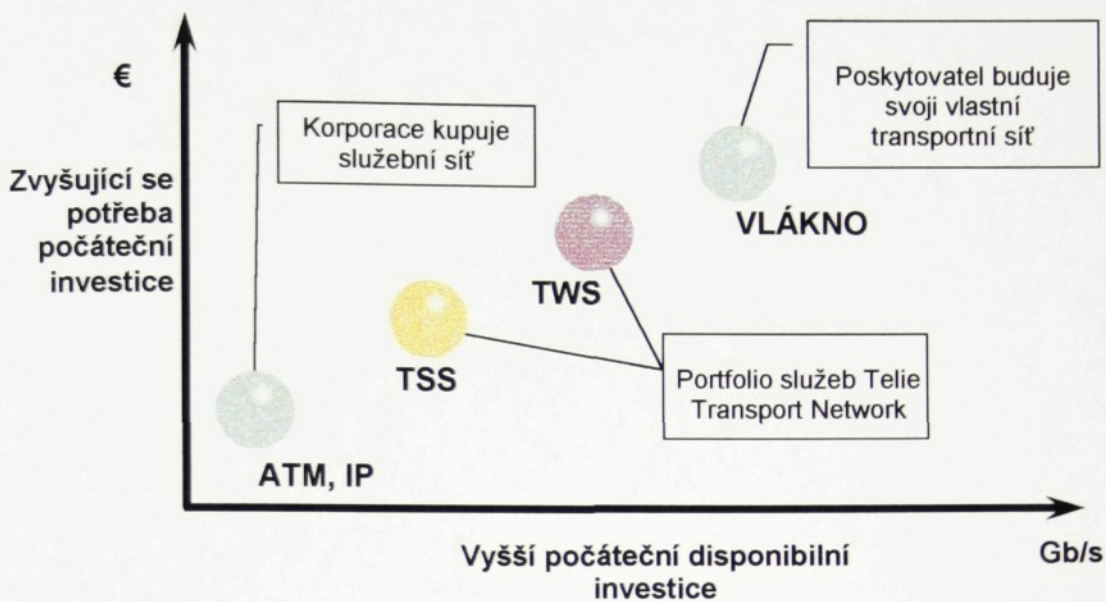 €
Zvyšující se
potřeba
počáteční
investice
Korporace kupuje
služební síť
Poskytovatel buduje
svoji vlastní
transportní síť
VLÁKNO
TWS
TSS
Portfolio služeb Telie
Transport Network
ATM, IP
Vyšší počáteční disponibilní
investice
Gb/s